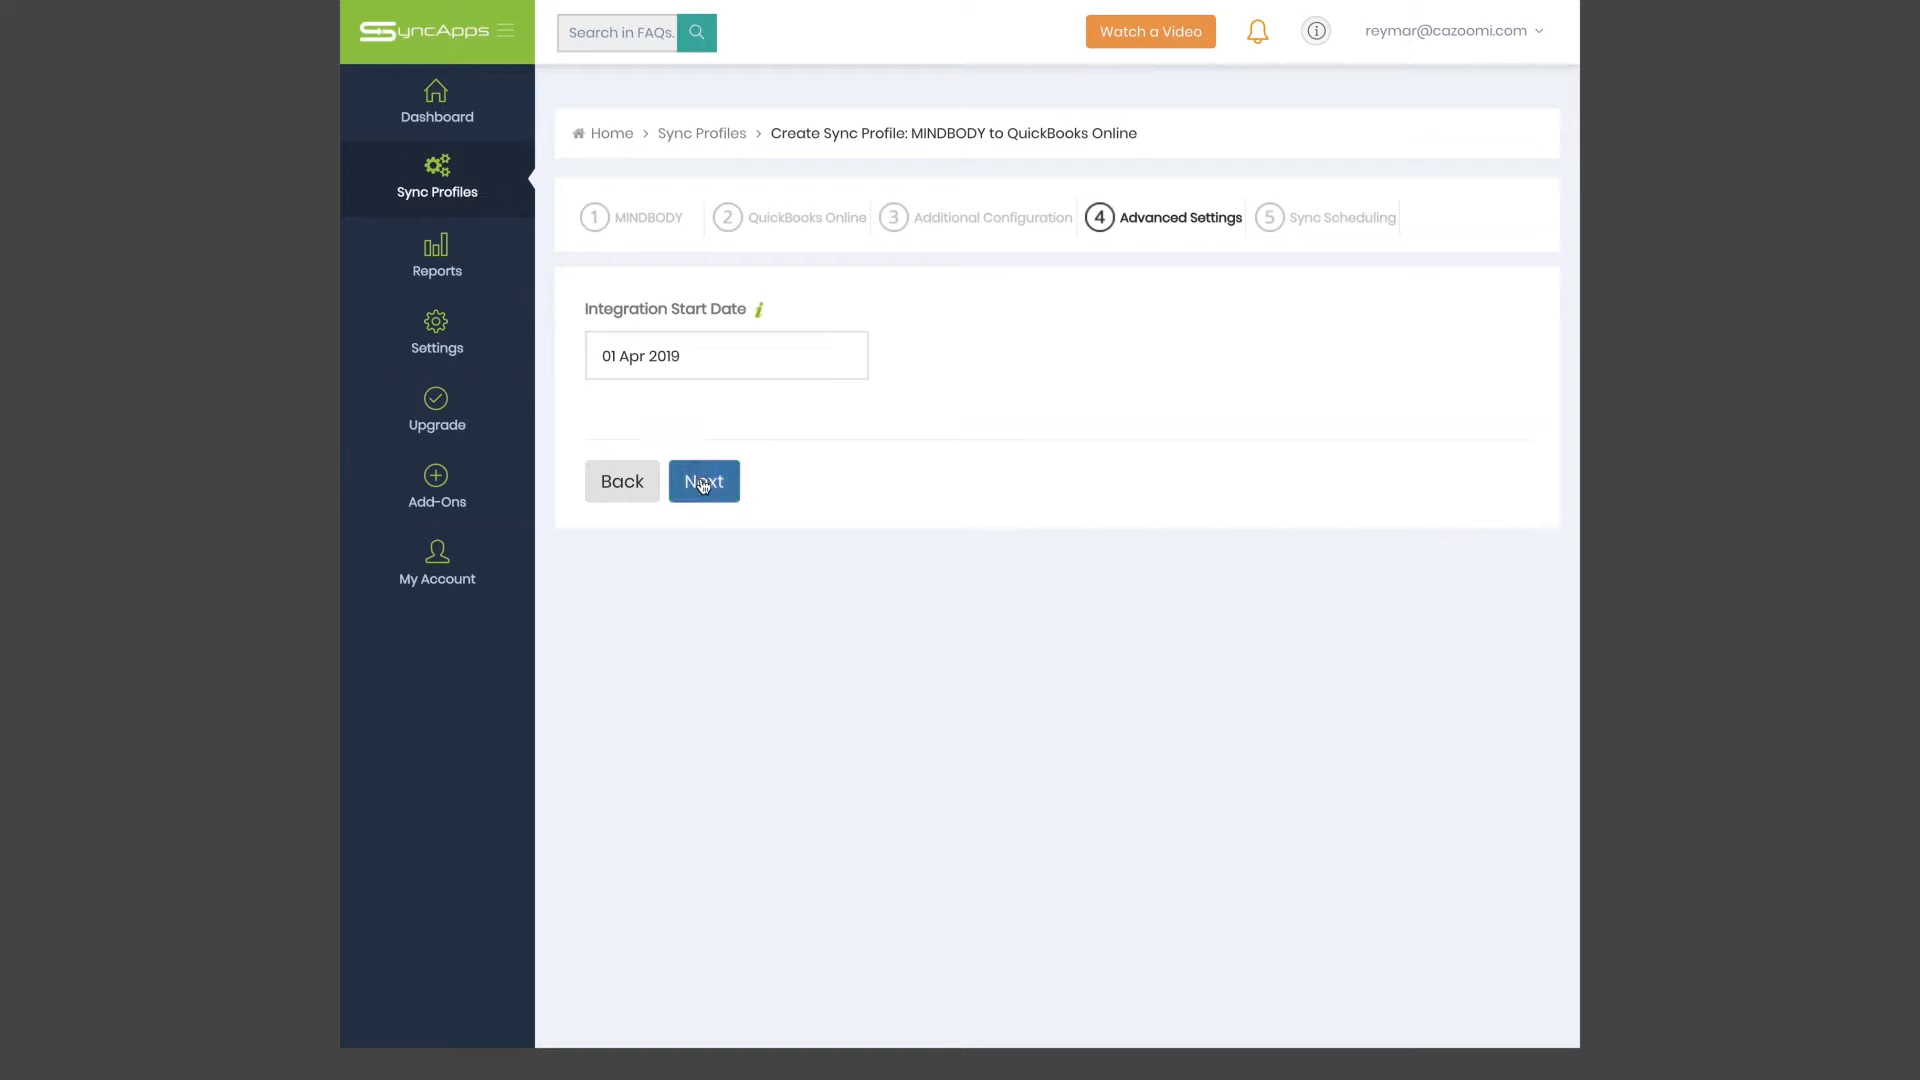 SyncApps
Search in FAQs.
Watch a Video
reymar@cazoomi.com
Dashboard
Sync Profiles
Reports
Settings
Upgrade
Add-Ons
My Account
Home > Sync Profiles > Create Sync Profile: MINDBODY to QuickBooks Online
1 MINDBODY 2 QuickBooks Online 3 Additional Configuration 4 Advanced Settings 5 Sync Scheduling
Integration Start Date i
01 Apr 2019
Back Next